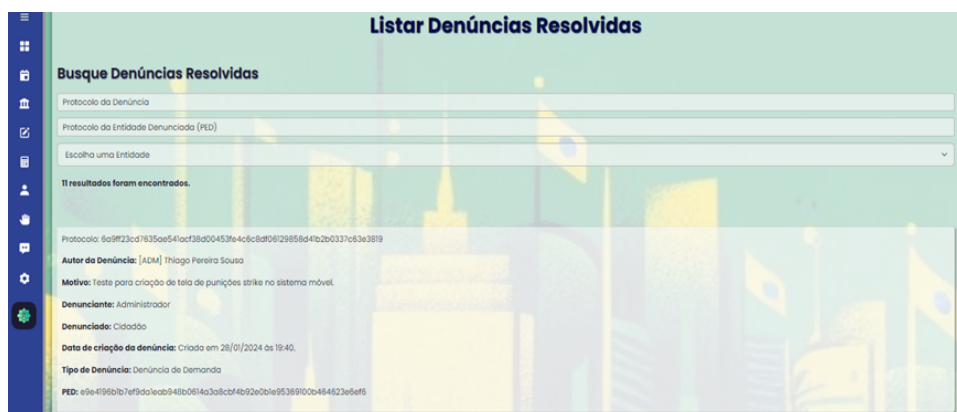 Listar Denúncias Resolvidas
Busque Denúncias Resolvidas
Protocolo da Denúncia
Protocolo da Entidade Denunciada (PED)
Escolha uma Entidade
11 resultados foram encontrados.
Protocolo: 6a9ff23cd7635ae541acf38d00453fe4c6c8df06129858d41b2b0337c63e3819
Autor da Denúncia: [ADM] Thiago Pereira Sousa
Motivo: Teste para criação de tela de punições strike no sistema móvel.
Denunciante: Administrador
Denunciado: Cidadão
Data de criação da denúncia: Criada em 28/01/2024 às 19:40.
Tipo de Denúncia: Denúncia de Demanda
PED: e9e4196b1b7ef9da1eab948b0614a3a8cbf4b92e0b1e95369100b464623e6ef6